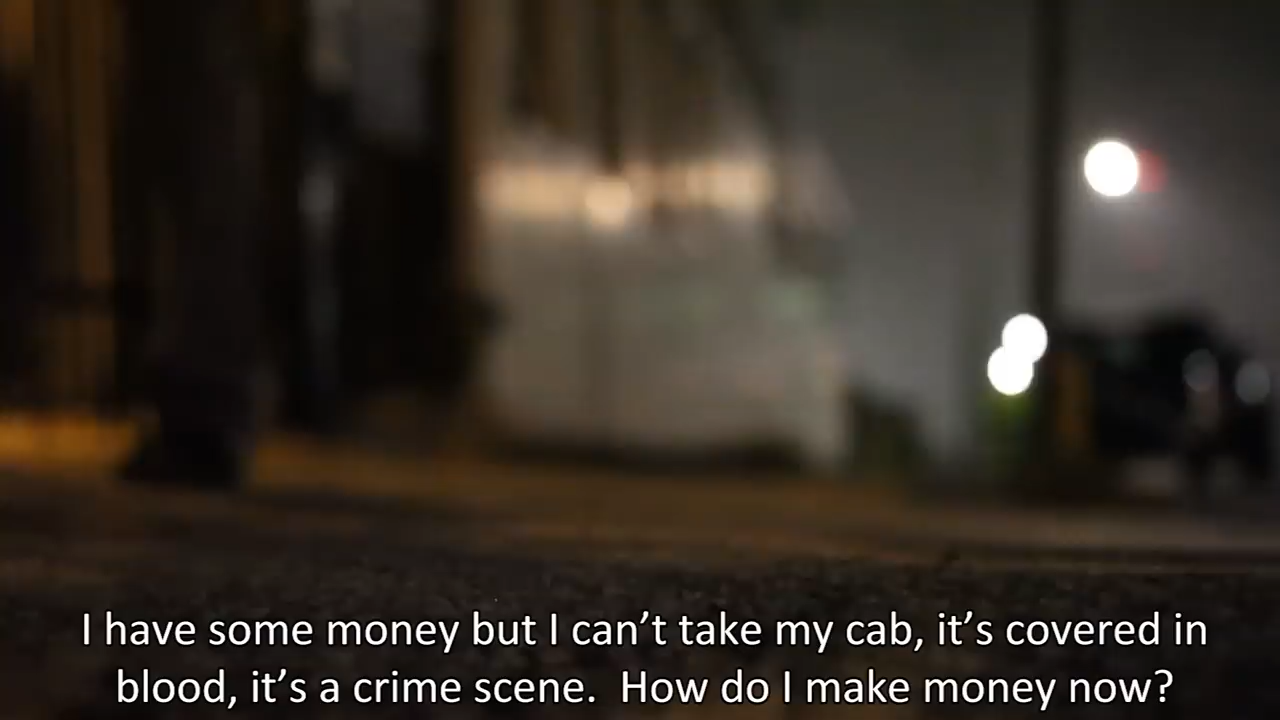 I have some money but I can’t take my cab, it’s covered in
blood, it’s a crime scene.  How do I make money now?